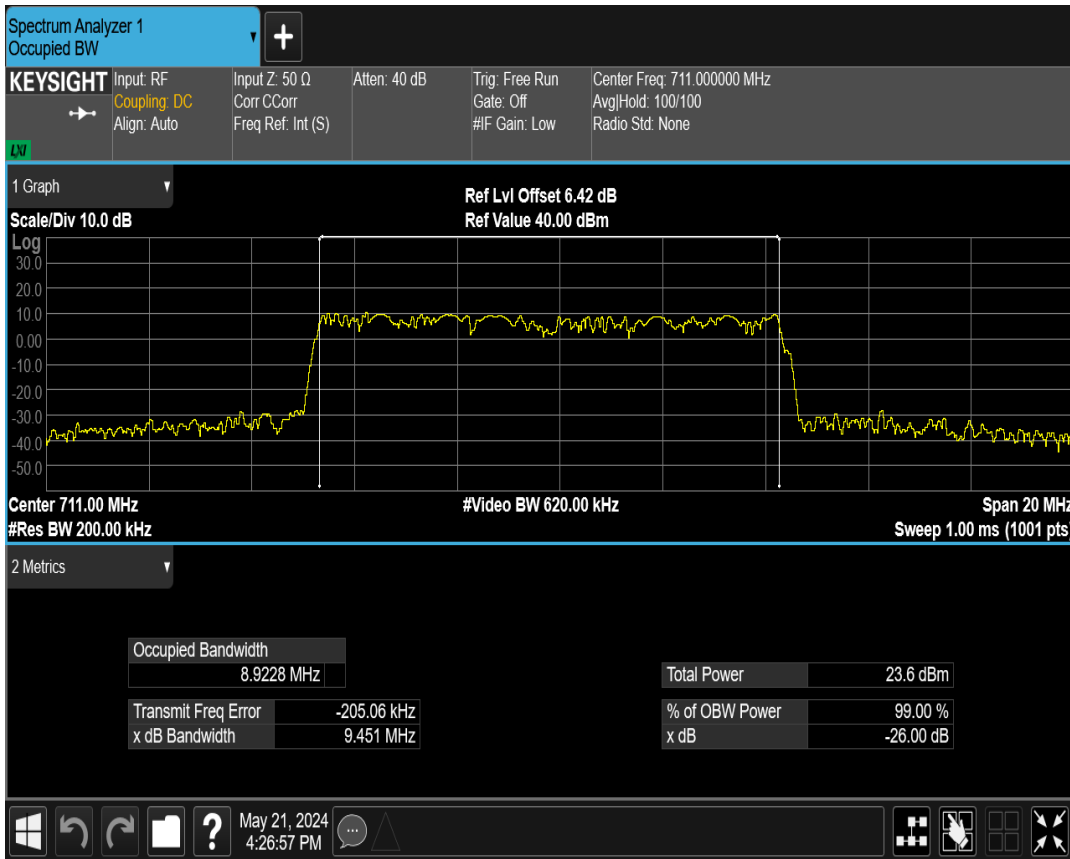 Spectrum Analyzer 1
Occupied BW
KEYSIGHT
LXI
Input: RF
Coupling: DC
Align: Auto
Input Z: 50 Ω
Corr CCorr
Freq Ref: Int (S)
Atten: 40 dB
Trig: Free Run
Gate: Off
#IF Gain: Low
Center Freq: 711.000000 MHz
Avg|Hold: 100/100
Radio Std: None
1 Graph
Scale/Div 10.0 dB
Ref Lvl Offset 6.42 dB
Ref Value 40.00 dBm
Log
30.0
20.0
10.0
0.00
-10.0
-20.0
-30.0
-40.0
-50.0
Center 711.00 MHz
#Res BW 200.00 kHz
#Video BW 620.00 kHz
Span 20 MHz
Sweep 1.00 ms (1001 pts)
2 Metrics
Occupied Bandwidth
8.9228 MHz
Transmit Freq Error -205.06 kHz
x dB Bandwidth 9.451 MHz
Total Power 23.6 dBm
% of OBW Power 99.00 %
x dB -26.00 dB
May 21, 2024
4:26:57 PM